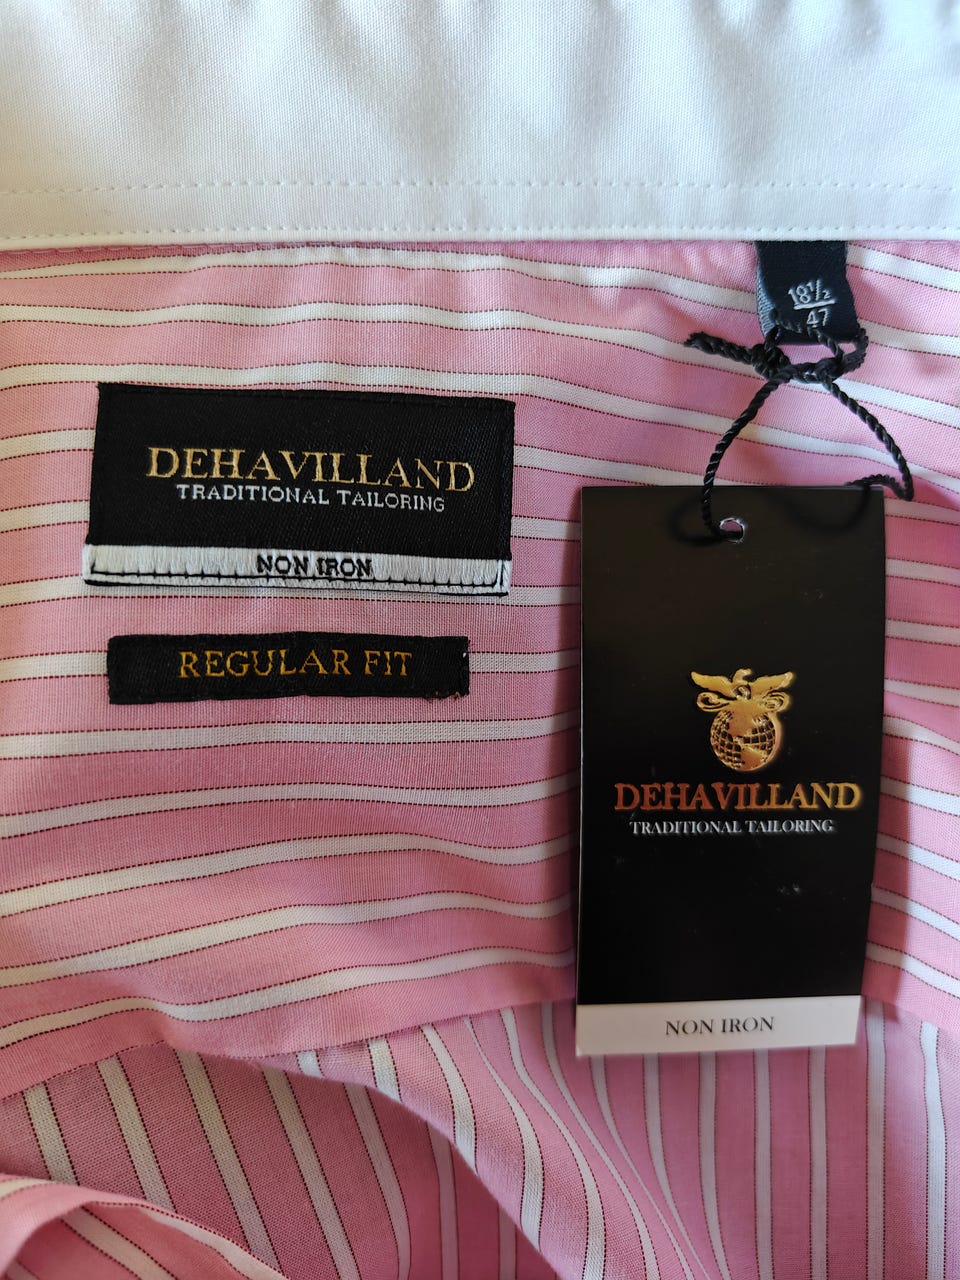 18½
47
DEHAVILLAND
TRADITIONAL TAILORING
NON IRON
REGULAR FIT
DEHAVILLAND
TRADITIONAL TAILORING
NON IRON